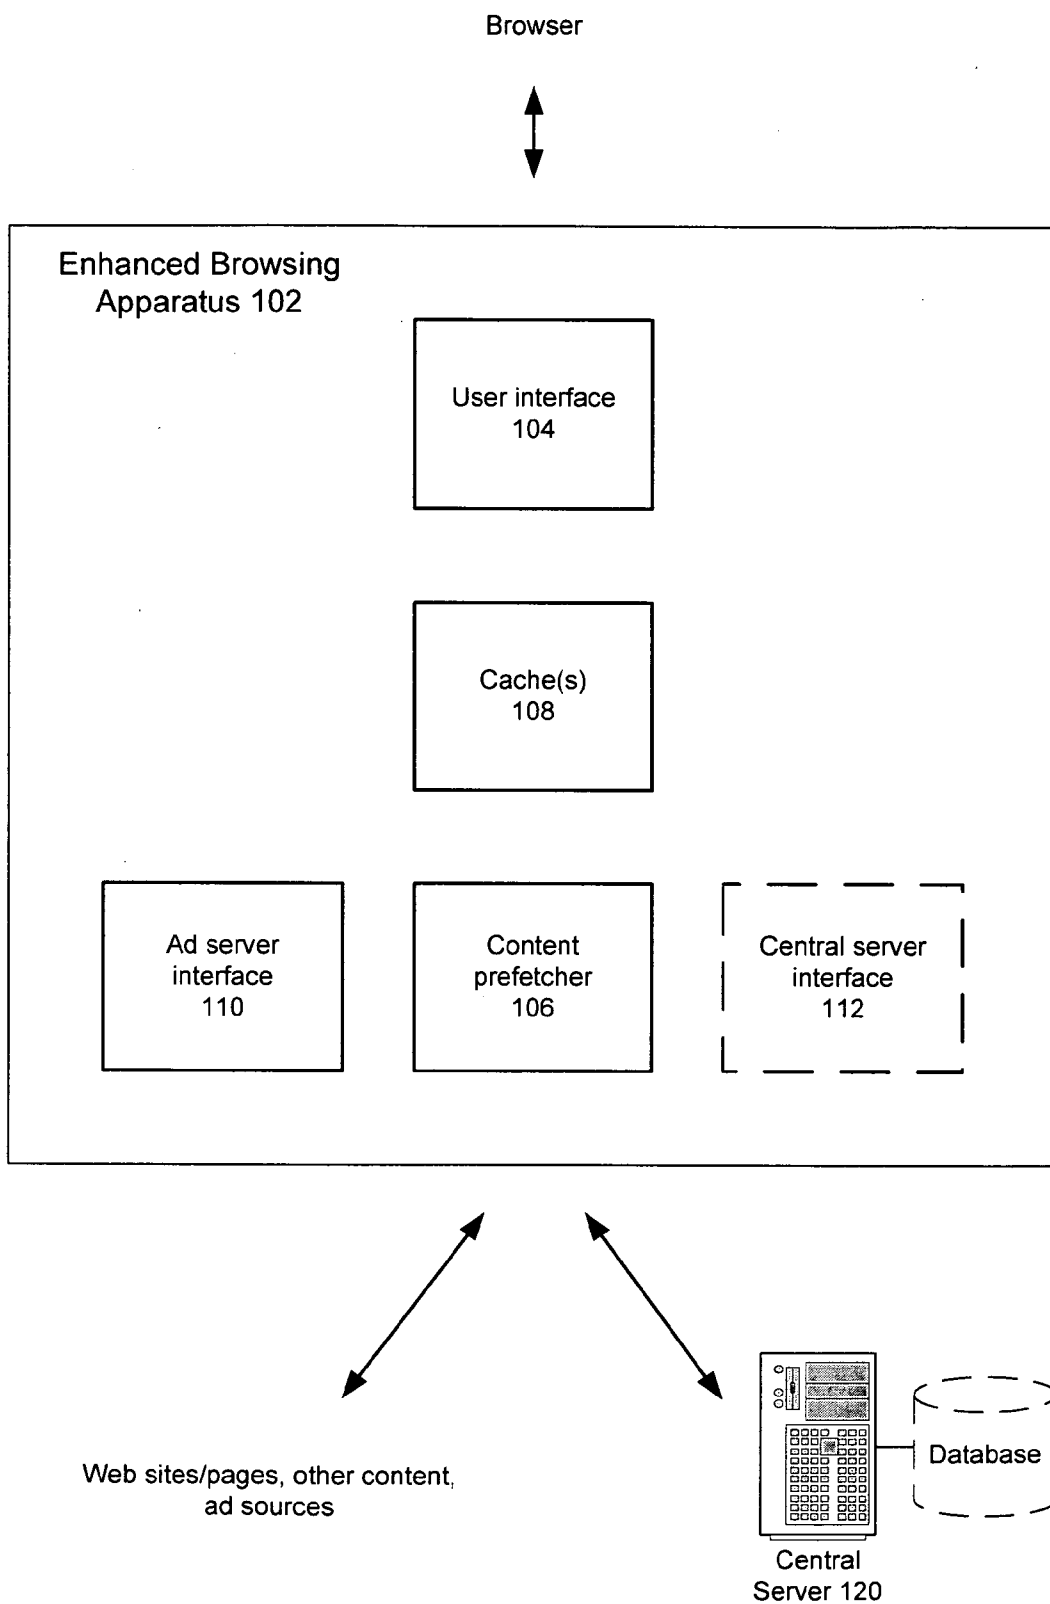 Browser
Enhanced Browsing
Apparatus 102
User interface
104
Cache(s)
108
Ad server
interface
110
Content
prefetcher
106
Central server
interface
112
Web sites/pages, other content,
ad sources
Database
Central
Server 120